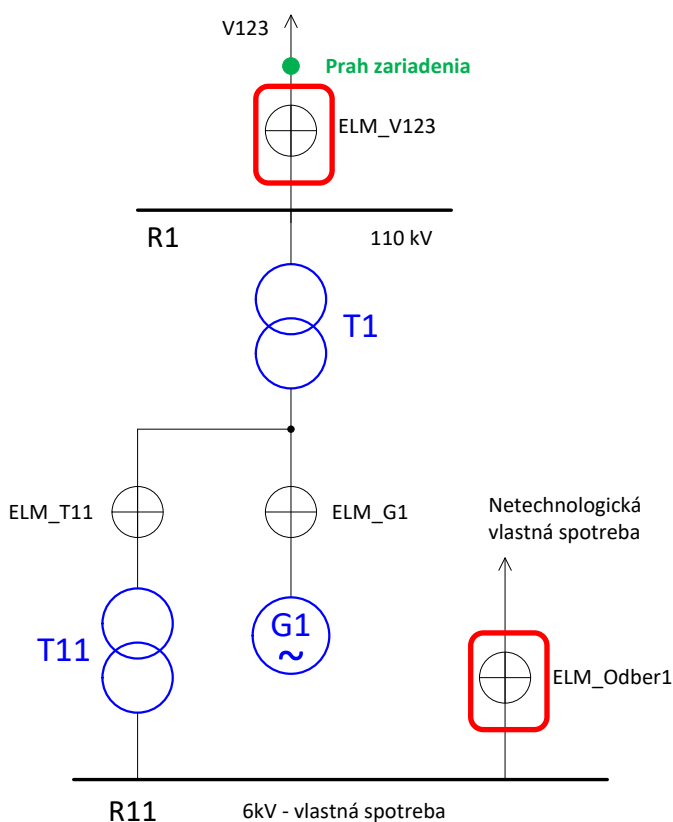 V123
Prah zariadenia
ELM_V123
R1
110 kV
T1
ELM_T11
ELM_G1
Netechnologická
vlastná spotreba
G1
~
T11
ELM_Odber1
R11
6kV - vlastná spotreba